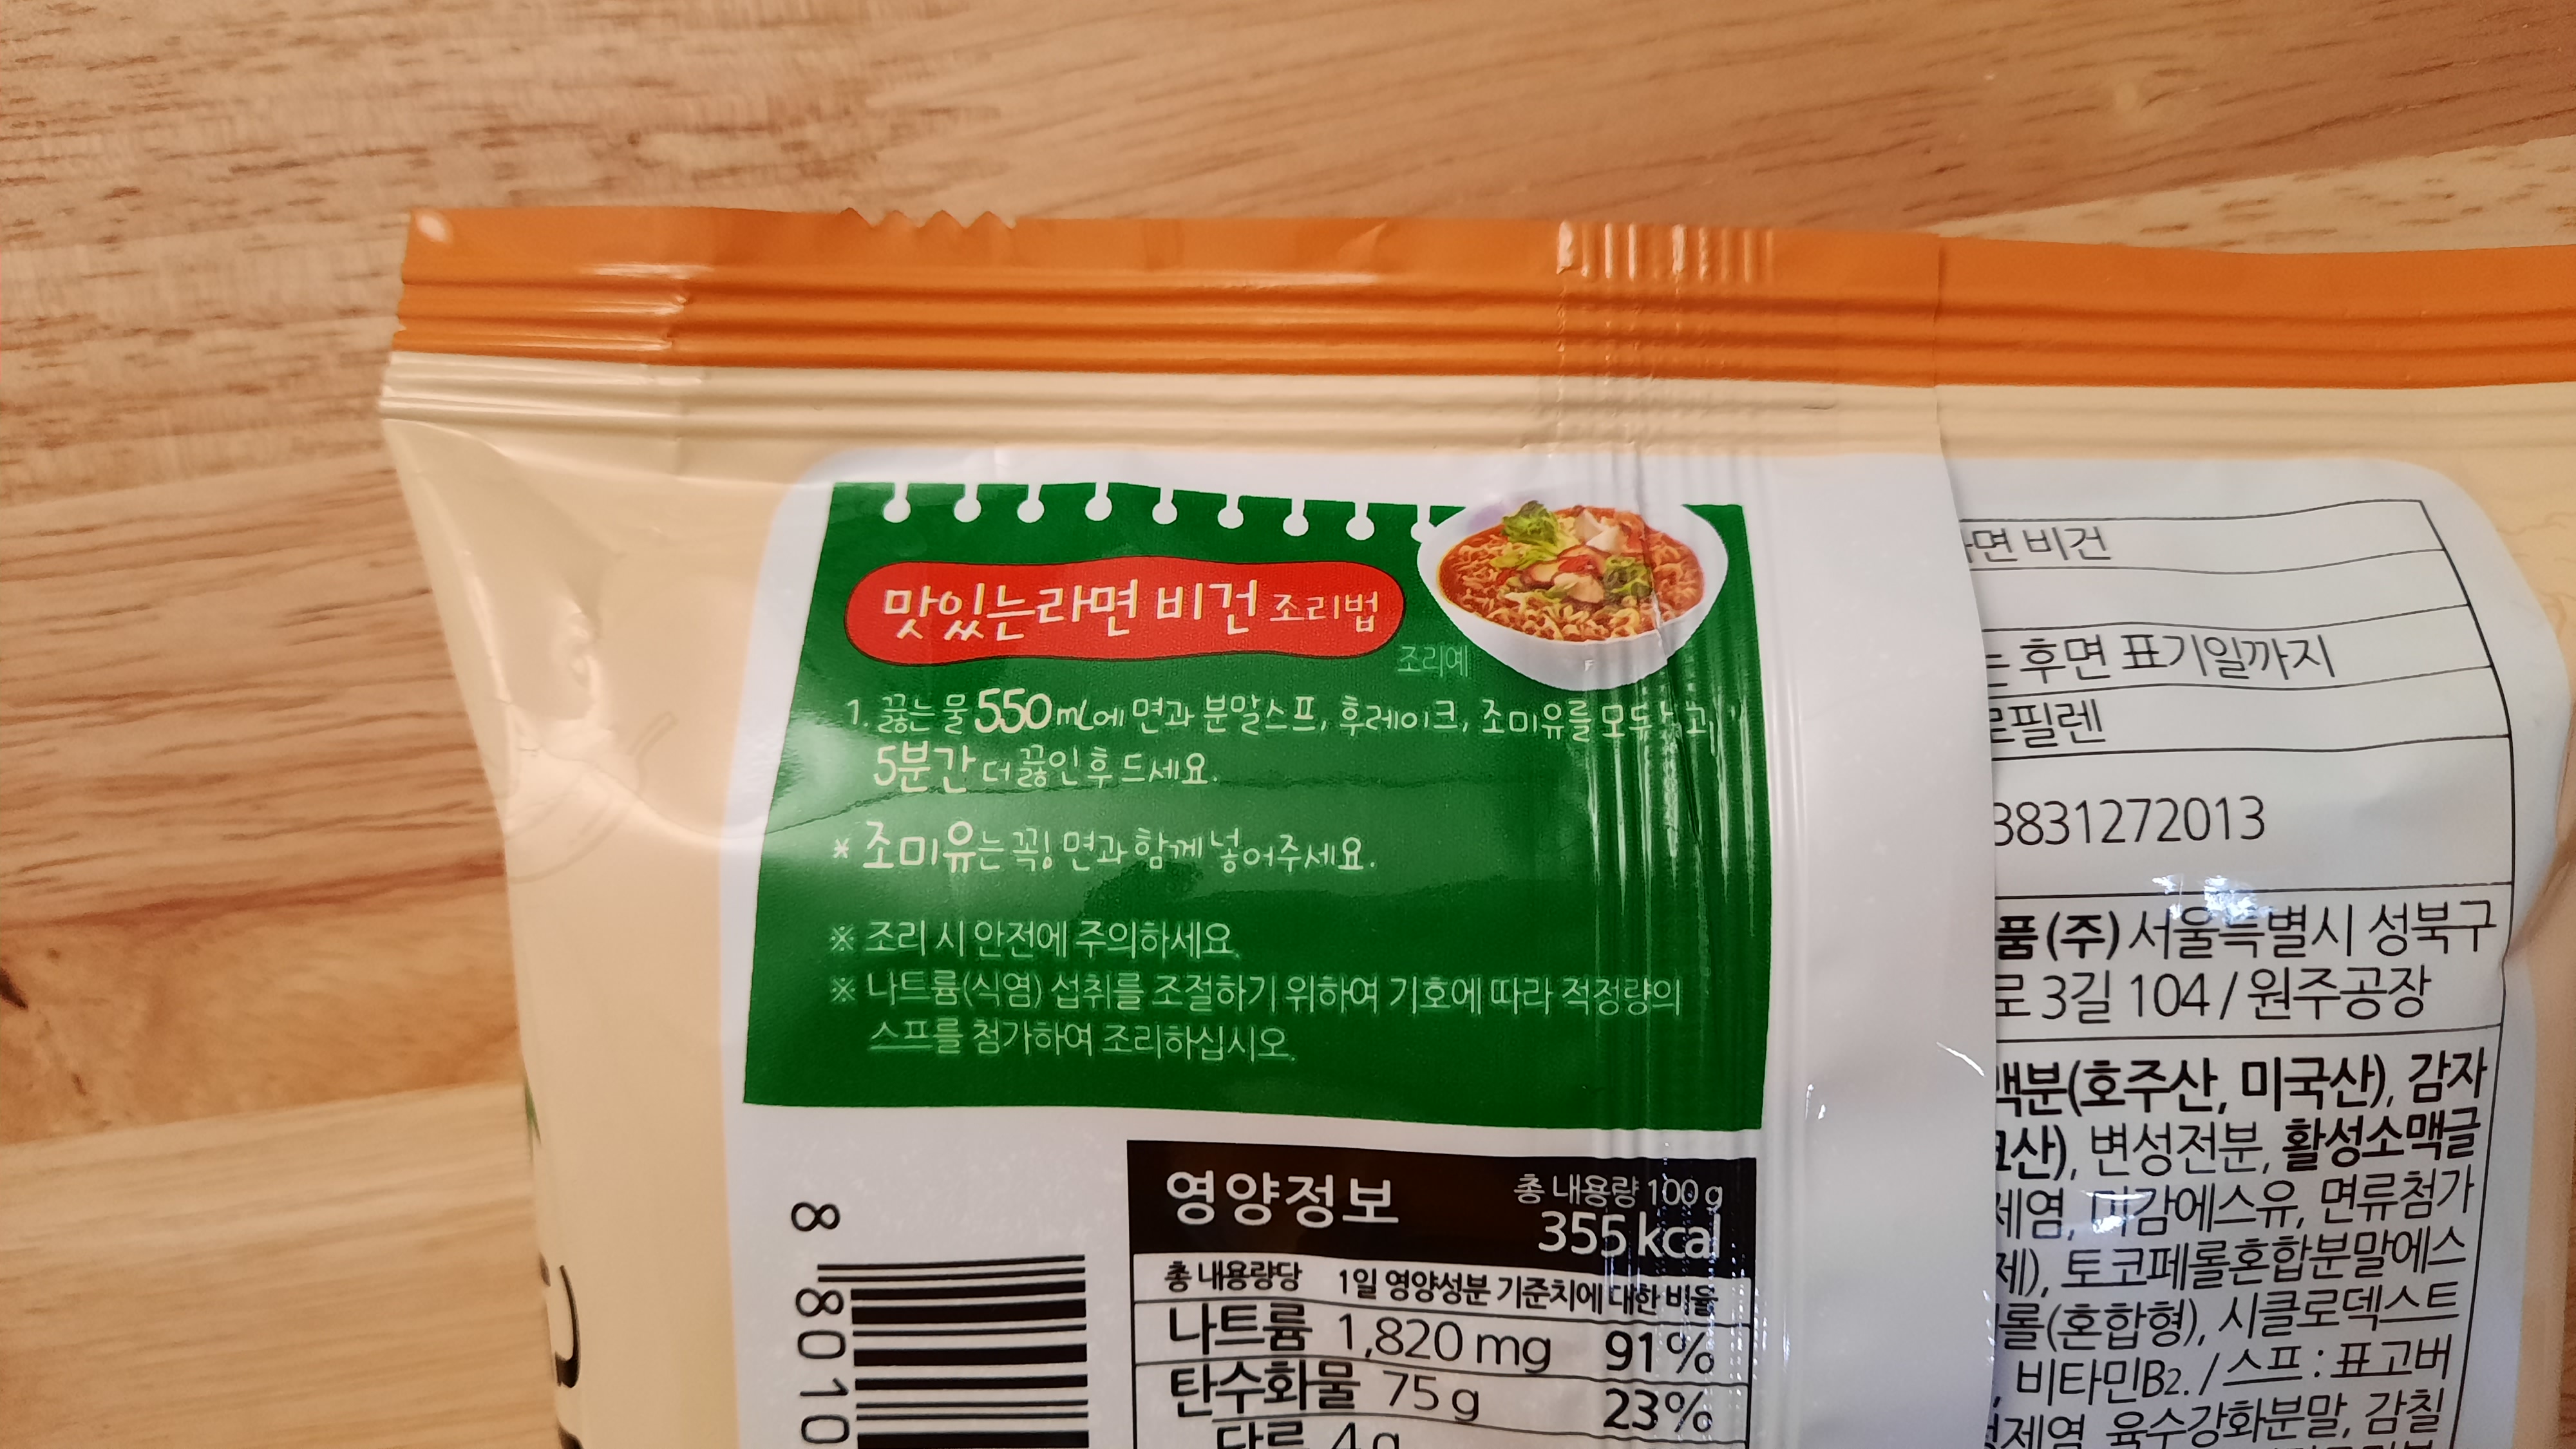 맛있는라면 비건 조리법
조리예
1. 끓는 물 550ml에 면과 분말스프, 후레이크, 조미유를 모두 넣고,
5분간 더 끓인 후 드세요.
* 조미유는 꼭! 면과 함께 넣어주세요.
※ 조리 시 안전에 주의하세요.
※ 나트륨(식염) 섭취를 조절하기 위하여 기호에 따라 적정량의
스프를 첨가하여 조리하십시오.
영양정보
총 내용량 100 g
355 kcal
총 내용량당 1일 영양성분 기준치에 대한 비율
나트륨 1,820 mg 91%
탄수화물 75 g 23%
당류 4 g
8 8010
면 비건
후면 표기일까지
필렌
3831272013
품 (주) 서울특별시 성북구
로 3길 104 / 원주공장
맥분(호주산, 미국산), 감자
산), 변성전분, 활성소맥글
제염, 미감에스유, 면류첨가
제), 토코페롤혼합분말에스
롤(혼합형), 시클로덱스트
, 비타민B2. / 스프 : 표고버
제염, 육수강화분말, 감칠